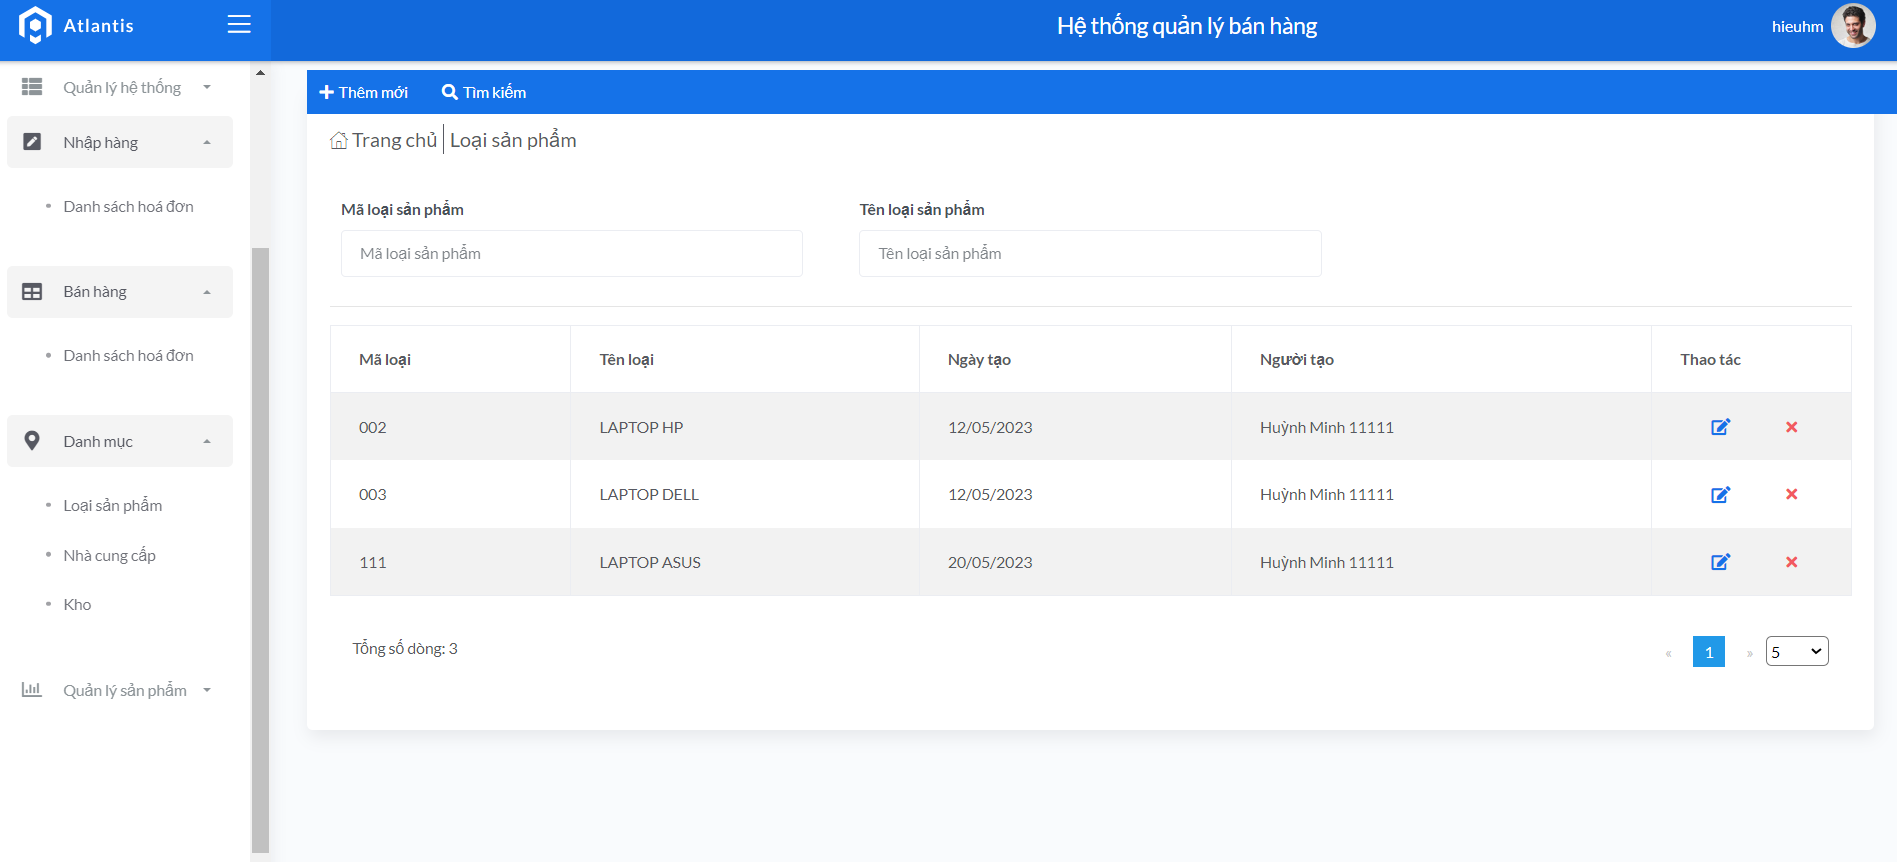 Atlantis
Hệ thống quản lý bán hàng
hieuhm
Quản lý hệ thống
Nhập hàng
Danh sách hoá đơn
Bán hàng
Danh sách hoá đơn
Danh mục
Loại sản phẩm
Nhà cung cấp
Kho
Quản lý sản phẩm
Thêm mới Tìm kiếm
Trang chủ Loại sản phẩm
Mã loại sản phẩm Tên loại sản phẩm
Mã loại sản phẩm Tên loại sản phẩm
Mã loại Tên loại Ngày tạo Người tạo Thao tác
002 LAPTOP HP 12/05/2023 Huỳnh Minh 11111
003 LAPTOP DELL 12/05/2023 Huỳnh Minh 11111
111 LAPTOP ASUS 20/05/2023 Huỳnh Minh 11111
Tổng số dòng: 3 « 1 » 5